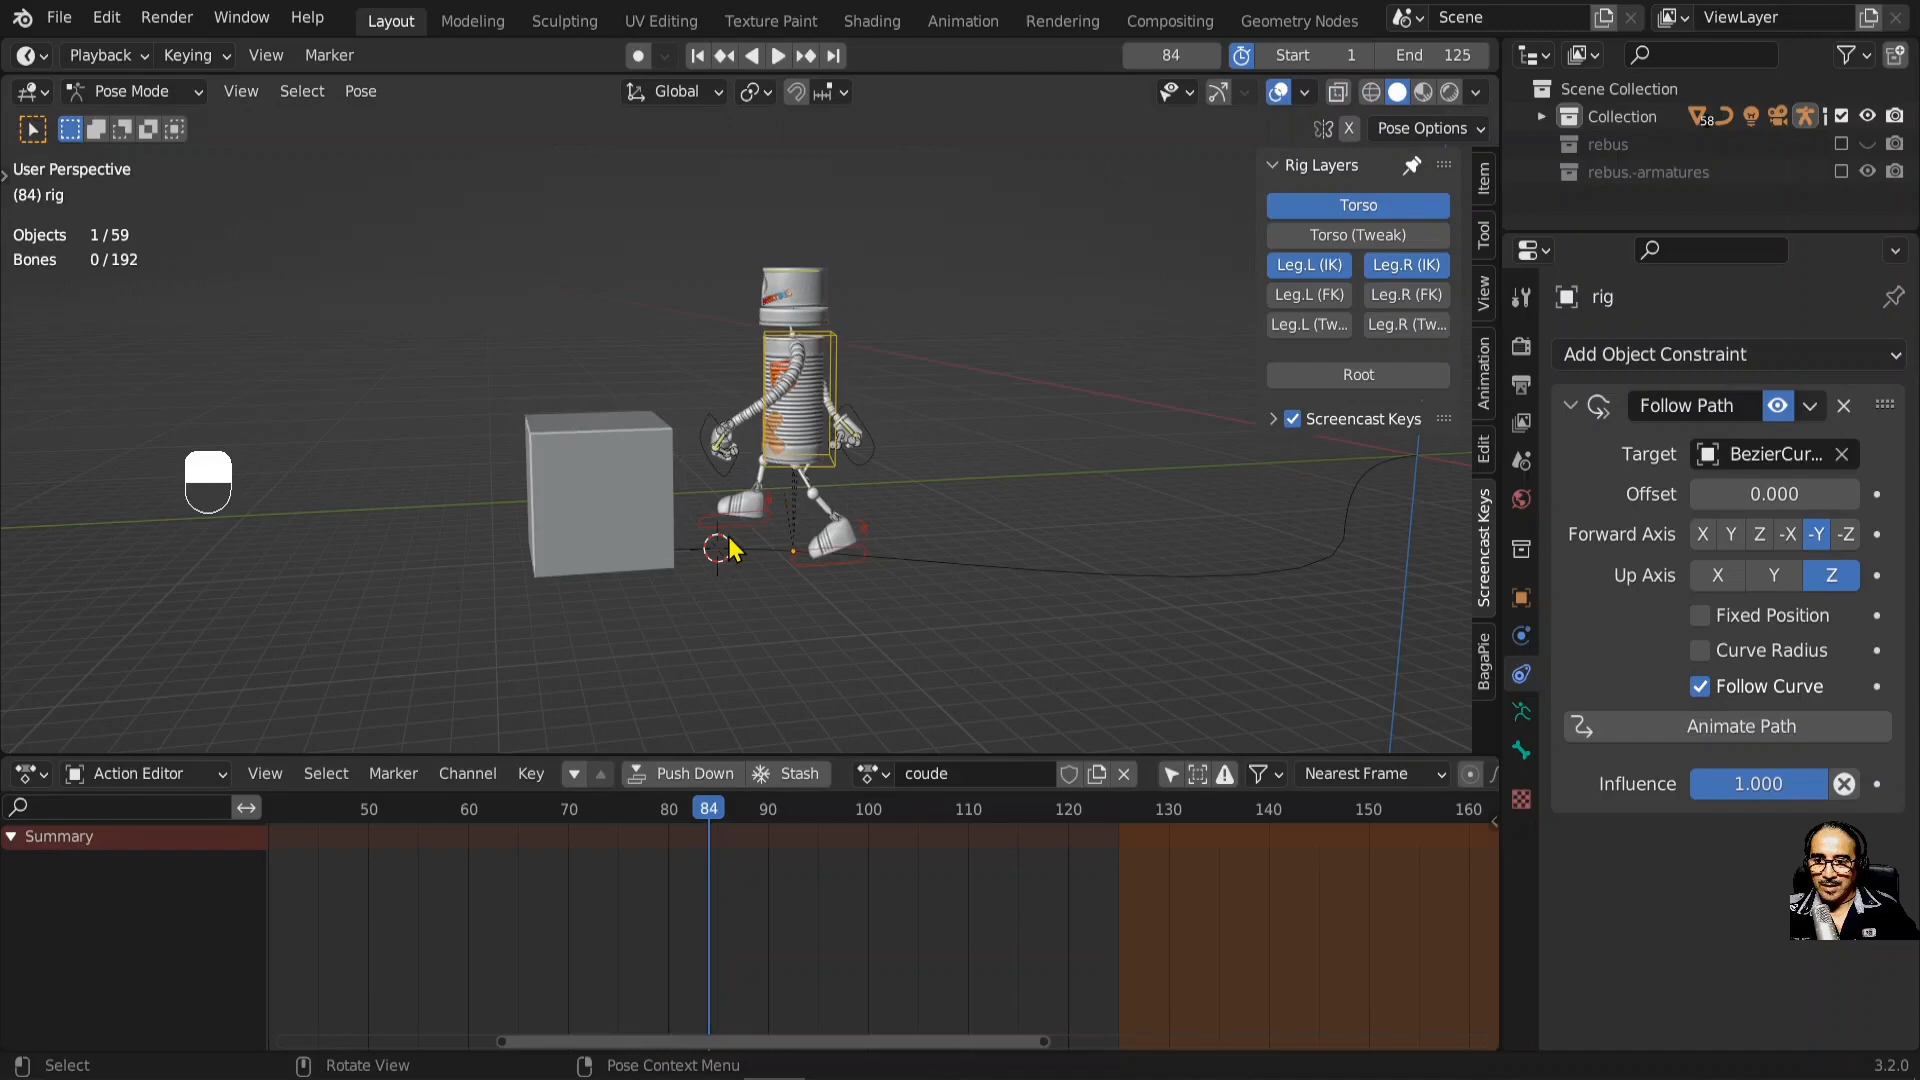 File Edit Render Window Help Layout Modeling Sculpting UV Editing Texture Paint Shading Animation Rendering Compositing Geometry Nodes Scene ViewLayer
Playback Keying View Marker 84 Start 1 End 125
Pose Mode View Select Pose Global
X Pose Options
User Perspective
(84) rig
Objects 1 / 59
Bones 0 / 192
Rig Layers
Torso
Torso (Tweak)
Leg.L (IK) Leg.R (IK)
Leg.L (FK) Leg.R (FK)
Leg.L (Tw... Leg.R (Tw...
Root
Screencast Keys
Item
Tool
View
Animation
Edit
Screencast Keys
BagaPie
Scene Collection
Collection 58
rebus
rebus.-armatures
rig
Add Object Constraint
Follow Path
Target BezierCur...
Offset 0.000
Forward Axis X Y Z -X -Y -Z
Up Axis X Y Z
Fixed Position
Curve Radius
Follow Curve
Animate Path
Influence 1.000
Action Editor View Select Marker Channel Key Push Down Stash coude Nearest Frame
50 60 70 80 84 90 100 110 120 130 140 150 160
Summary
Select Rotate View Pose Context Menu 3.2.0